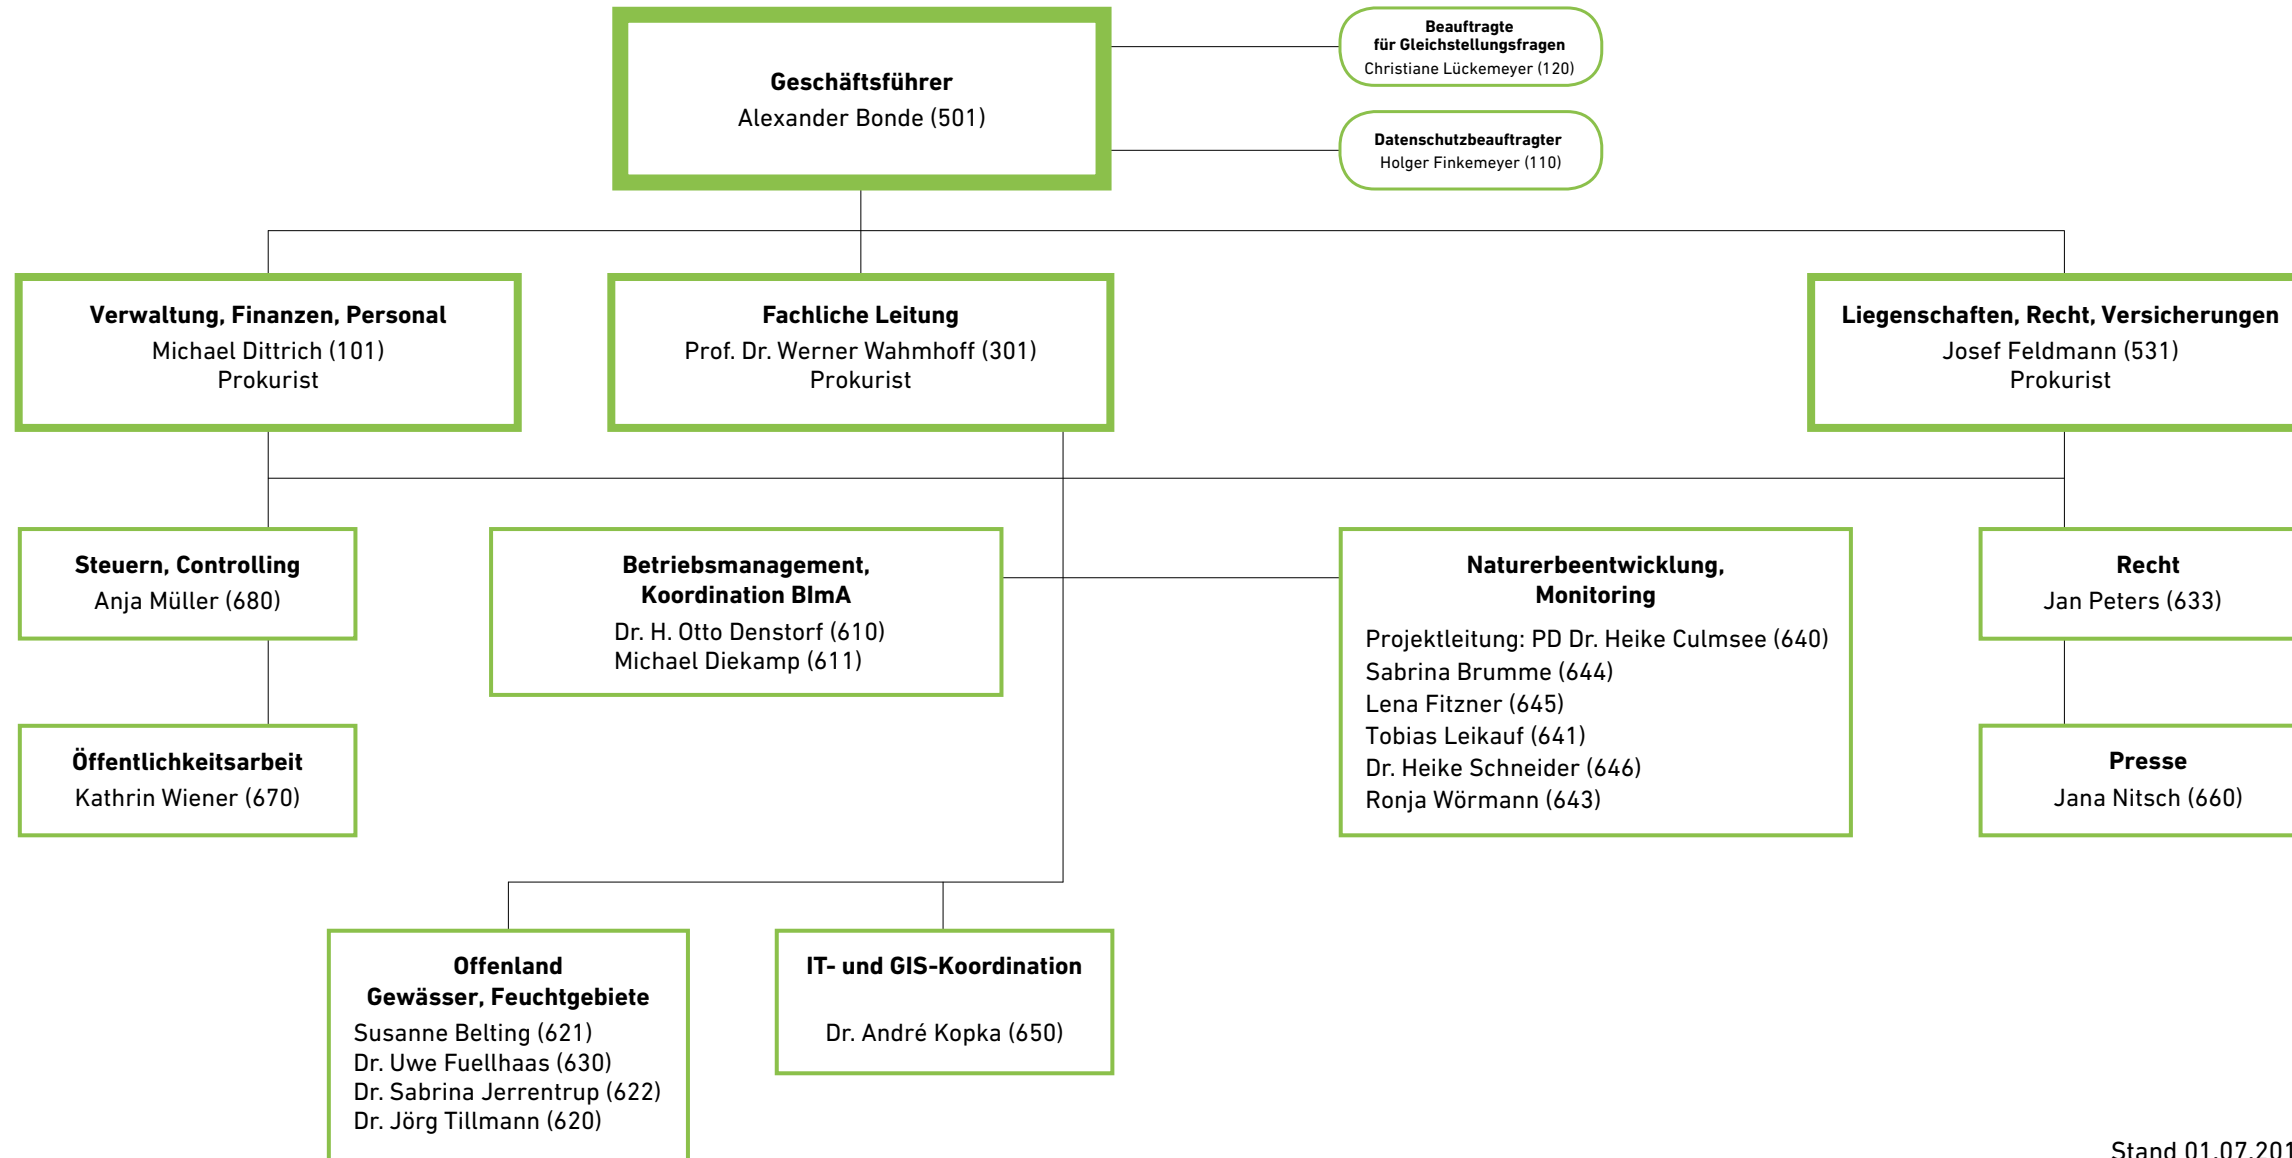 Beauftragte
für Gleichstellungsfragen
Christiane Lückemeyer (120)
Geschäftsführer
Alexander Bonde (501)
Datenschutzbeauftragter
Holger Finkemeyer (110)
Verwaltung, Finanzen, Personal
Michael Dittrich (101)
Prokurist
Fachliche Leitung
Prof. Dr. Werner Wahmhoff (301)
Prokurist
Liegenschaften, Recht, Versicherungen
Josef Feldmann (531)
Prokurist
Steuern, Controlling
Anja Müller (680)
Betriebsmanagement,
Koordination BImA
Dr. H. Otto Denstorf (610)
Michael Diekamp (611)
Naturerbeentwicklung,
Monitoring
Projektleitung: PD Dr. Heike Culmsee (640)
Sabrina Brumme (644)
Lena Fitzner (645)
Tobias Leikauf (641)
Dr. Heike Schneider (646)
Ronja Wörmann (643)
Recht
Jan Peters (633)
Öffentlichkeitsarbeit
Kathrin Wiener (670)
Presse
Jana Nitsch (660)
Offenland
Gewässer, Feuchtgebiete
Susanne Belting (621)
Dr. Uwe Fuellhaas (630)
Dr. Sabrina Jerrentrup (622)
Dr. Jörg Tillmann (620)
IT- und GIS-Koordination
Dr. André Kopka (650)
Stand 01.07.201